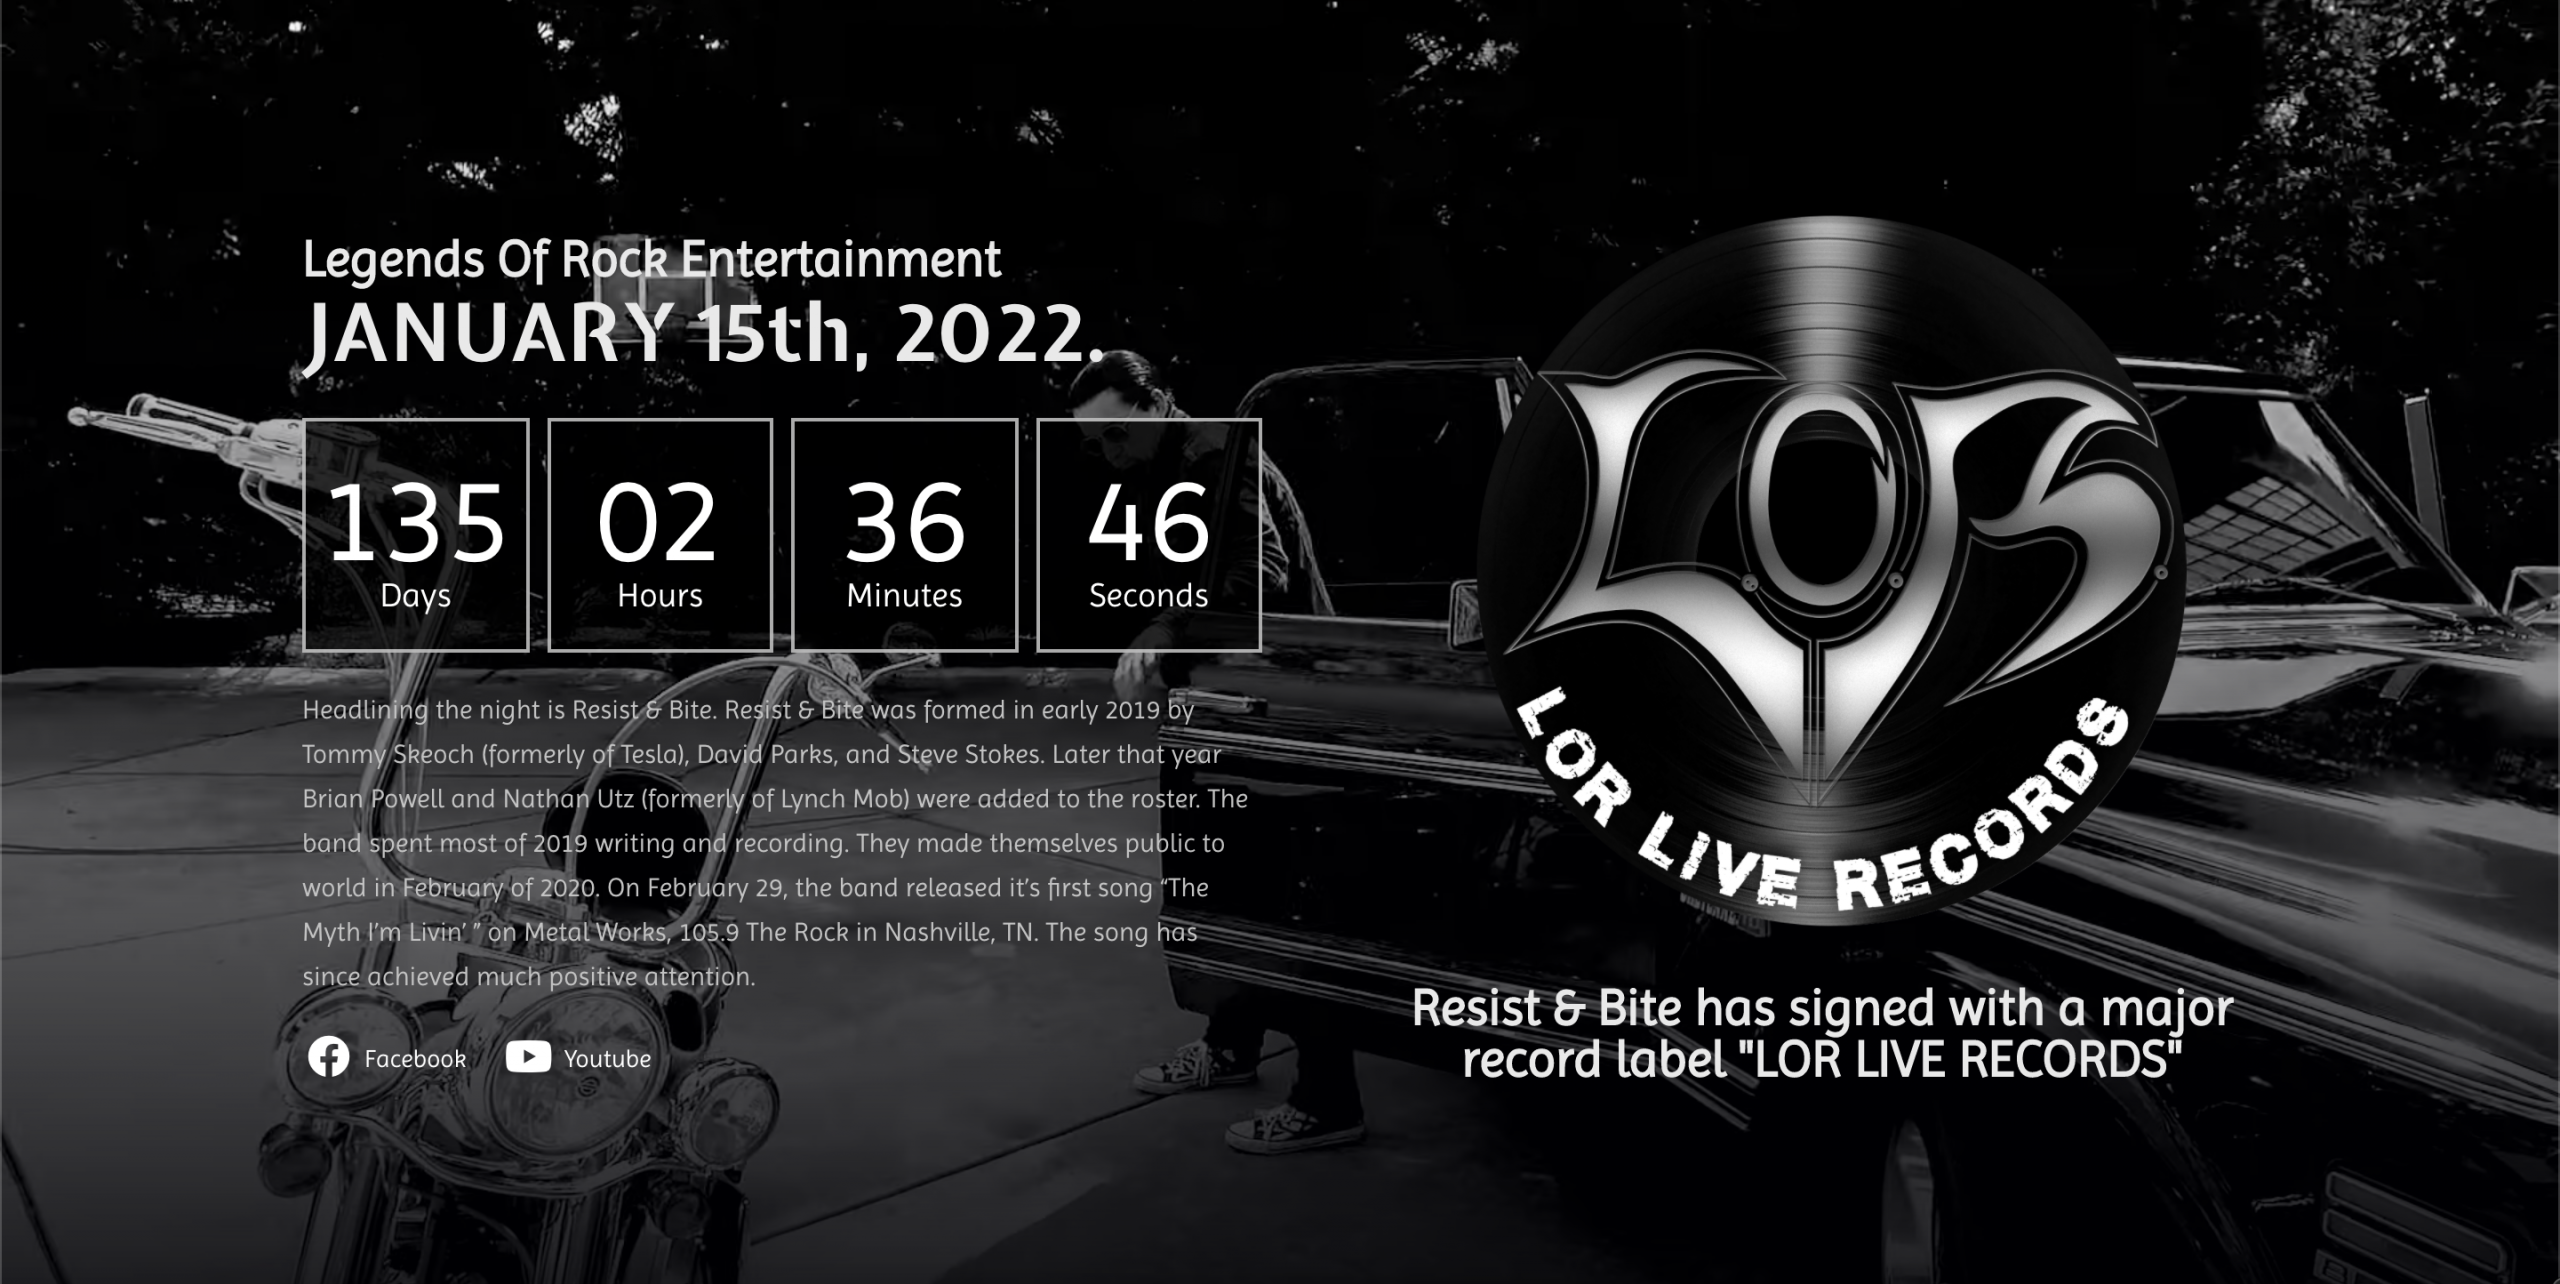 Legends Of Rock Entertainment
JANUARY 15th, 2022.
135
Days
02
Hours
36
Minutes
46
Seconds
Headlining the night is Resist & Bite. Resist & Bite was formed in early 2019 by
Tommy Skeoch (formerly of Tesla), David Parks, and Steve Stokes. Later that year
Brian Powell and Nathan Utz (formerly of Lynch Mob) were added to the roster. The
band spent most of 2019 writing and recording. They made themselves public to
world in February of 2020. On February 29, the band released it’s first song “The
Myth I’m Livin’ ” on Metal Works, 105.9 The Rock in Nashville, TN. The song has
since achieved much positive attention.
Facebook
Youtube
LOR
LOR LIVE RECORDS
Resist & Bite has signed with a major
record label "LOR LIVE RECORDS"